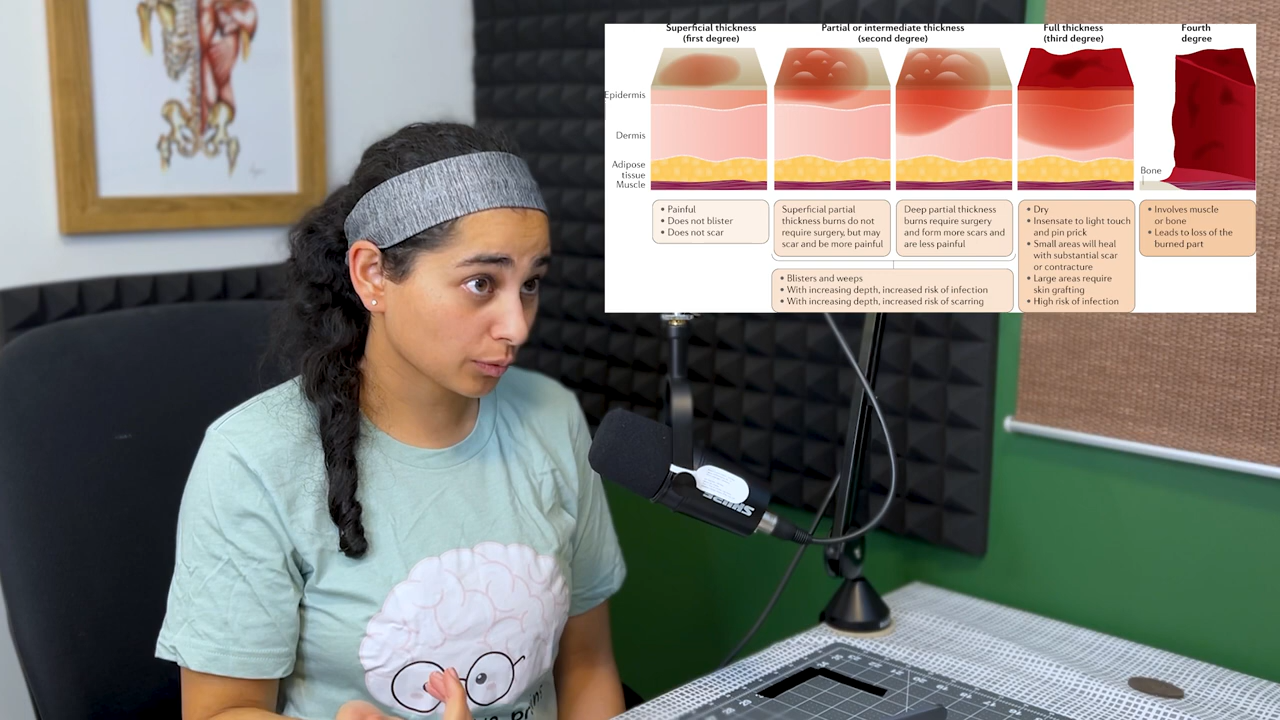 Superficial thickness
(first degree)
Partial or intermediate thickness
(second degree)
Full thickness
(third degree)
Fourth
degree
Epidermis
Dermis
Adipose
tissue
Muscle
Bone
• Painful
• Does not blister
• Does not scar
Superficial partial
thickness burns do not
require surgery, but may
scar and be more painful
Deep partial thickness
burns require surgery
and form more scars and
are less painful
• Blisters and weeps
• With increasing depth, increased risk of infection
• With increasing depth, increased risk of scarring
• Dry
• Insensate to light touch
and pin prick
• Small areas will heal
with substantial scar
or contracture
• Large areas require
skin grafting
• High risk of infection
• Involves muscle
or bone
• Leads to loss of the
burned part
SHURE